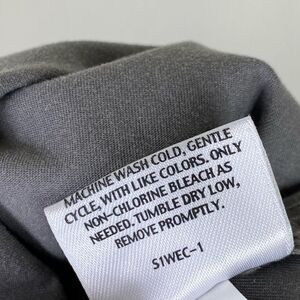 MACHINE WASH COLD, GENTLE
CYCLE, WITH LIKE COLORS. ONLY
NON-CHLORINE BLEACH AS
NEEDED. TUMBLE DRY LOW,
REMOVE PROMPTLY.
S1WEC-1